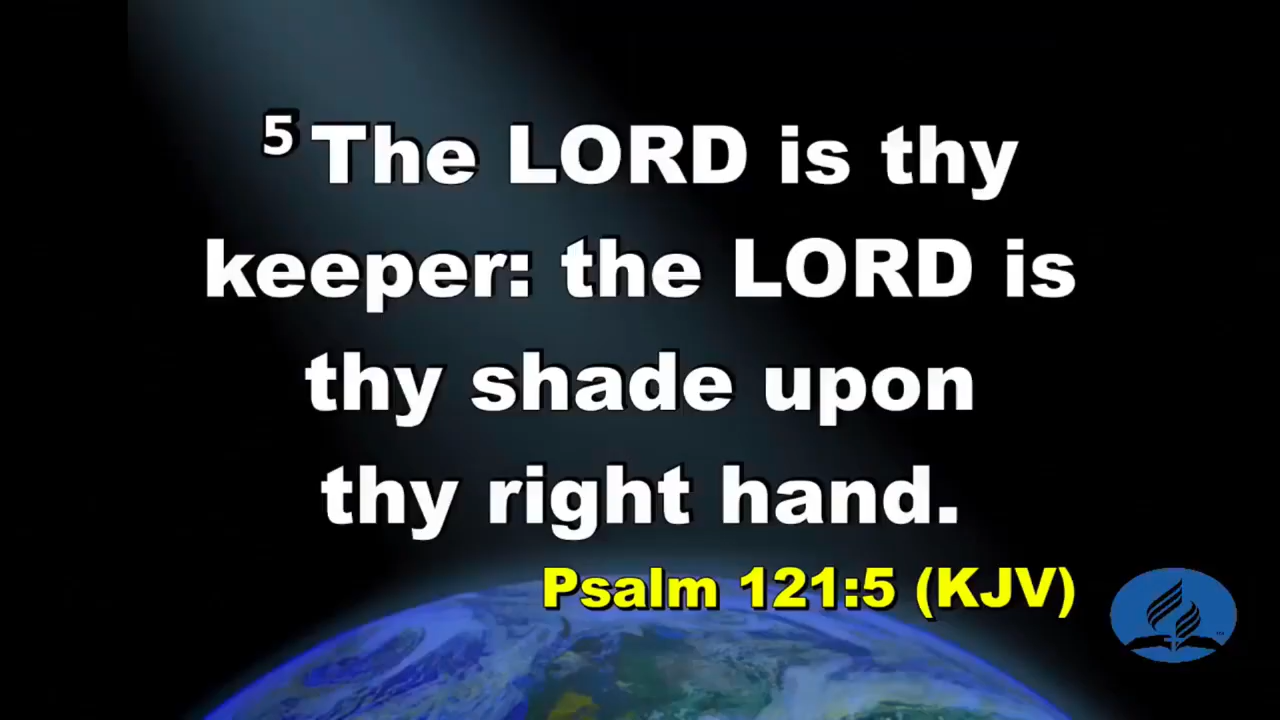 5 The LORD is thy
keeper: the LORD is
thy shade upon
thy right hand.
Psalm 121:5 (KJV)